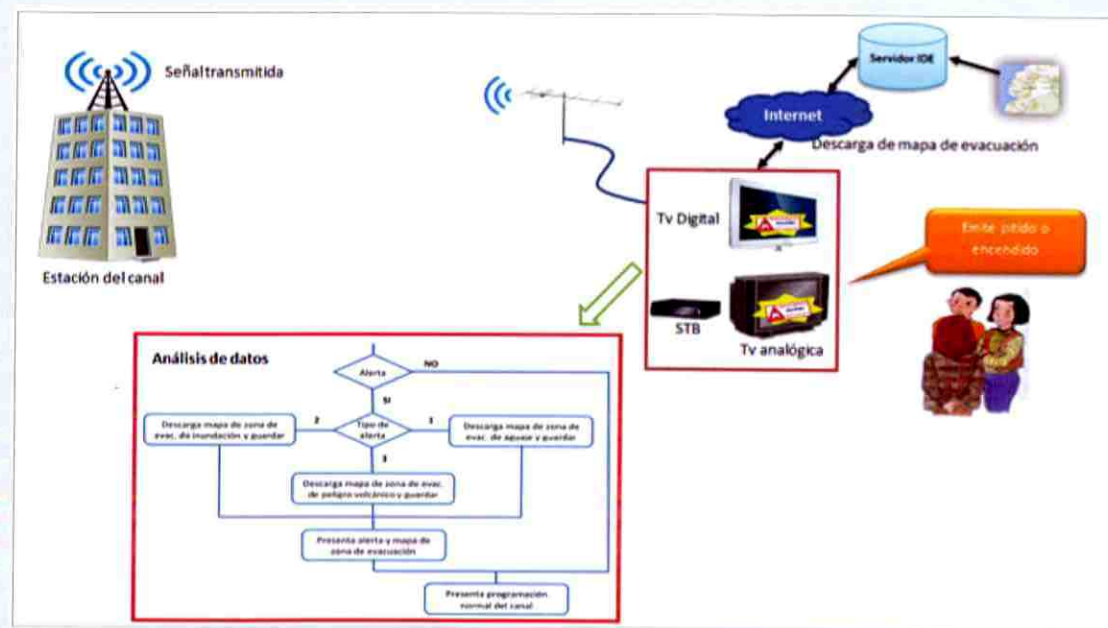 Señal transmitida
Estación del canal
Servidor IDE
Internet
Descarga de mapa de evacuación
Tv Digital
STB
Tv analógica
Emite pitido o
encendido
Análisis de datos
Alerta
NO
SI
Tipo de
alerta
2
1
3
Descarga mapa de zona de
evac. de inundación y guardar
Descarga mapa de zona de
evac. de aguaje y guardar
Descarga mapa de zona de evac.
de peligro volcánico y guardar
Presenta alerta y mapa de
zona de evacuación
Presenta programación
normal del canal